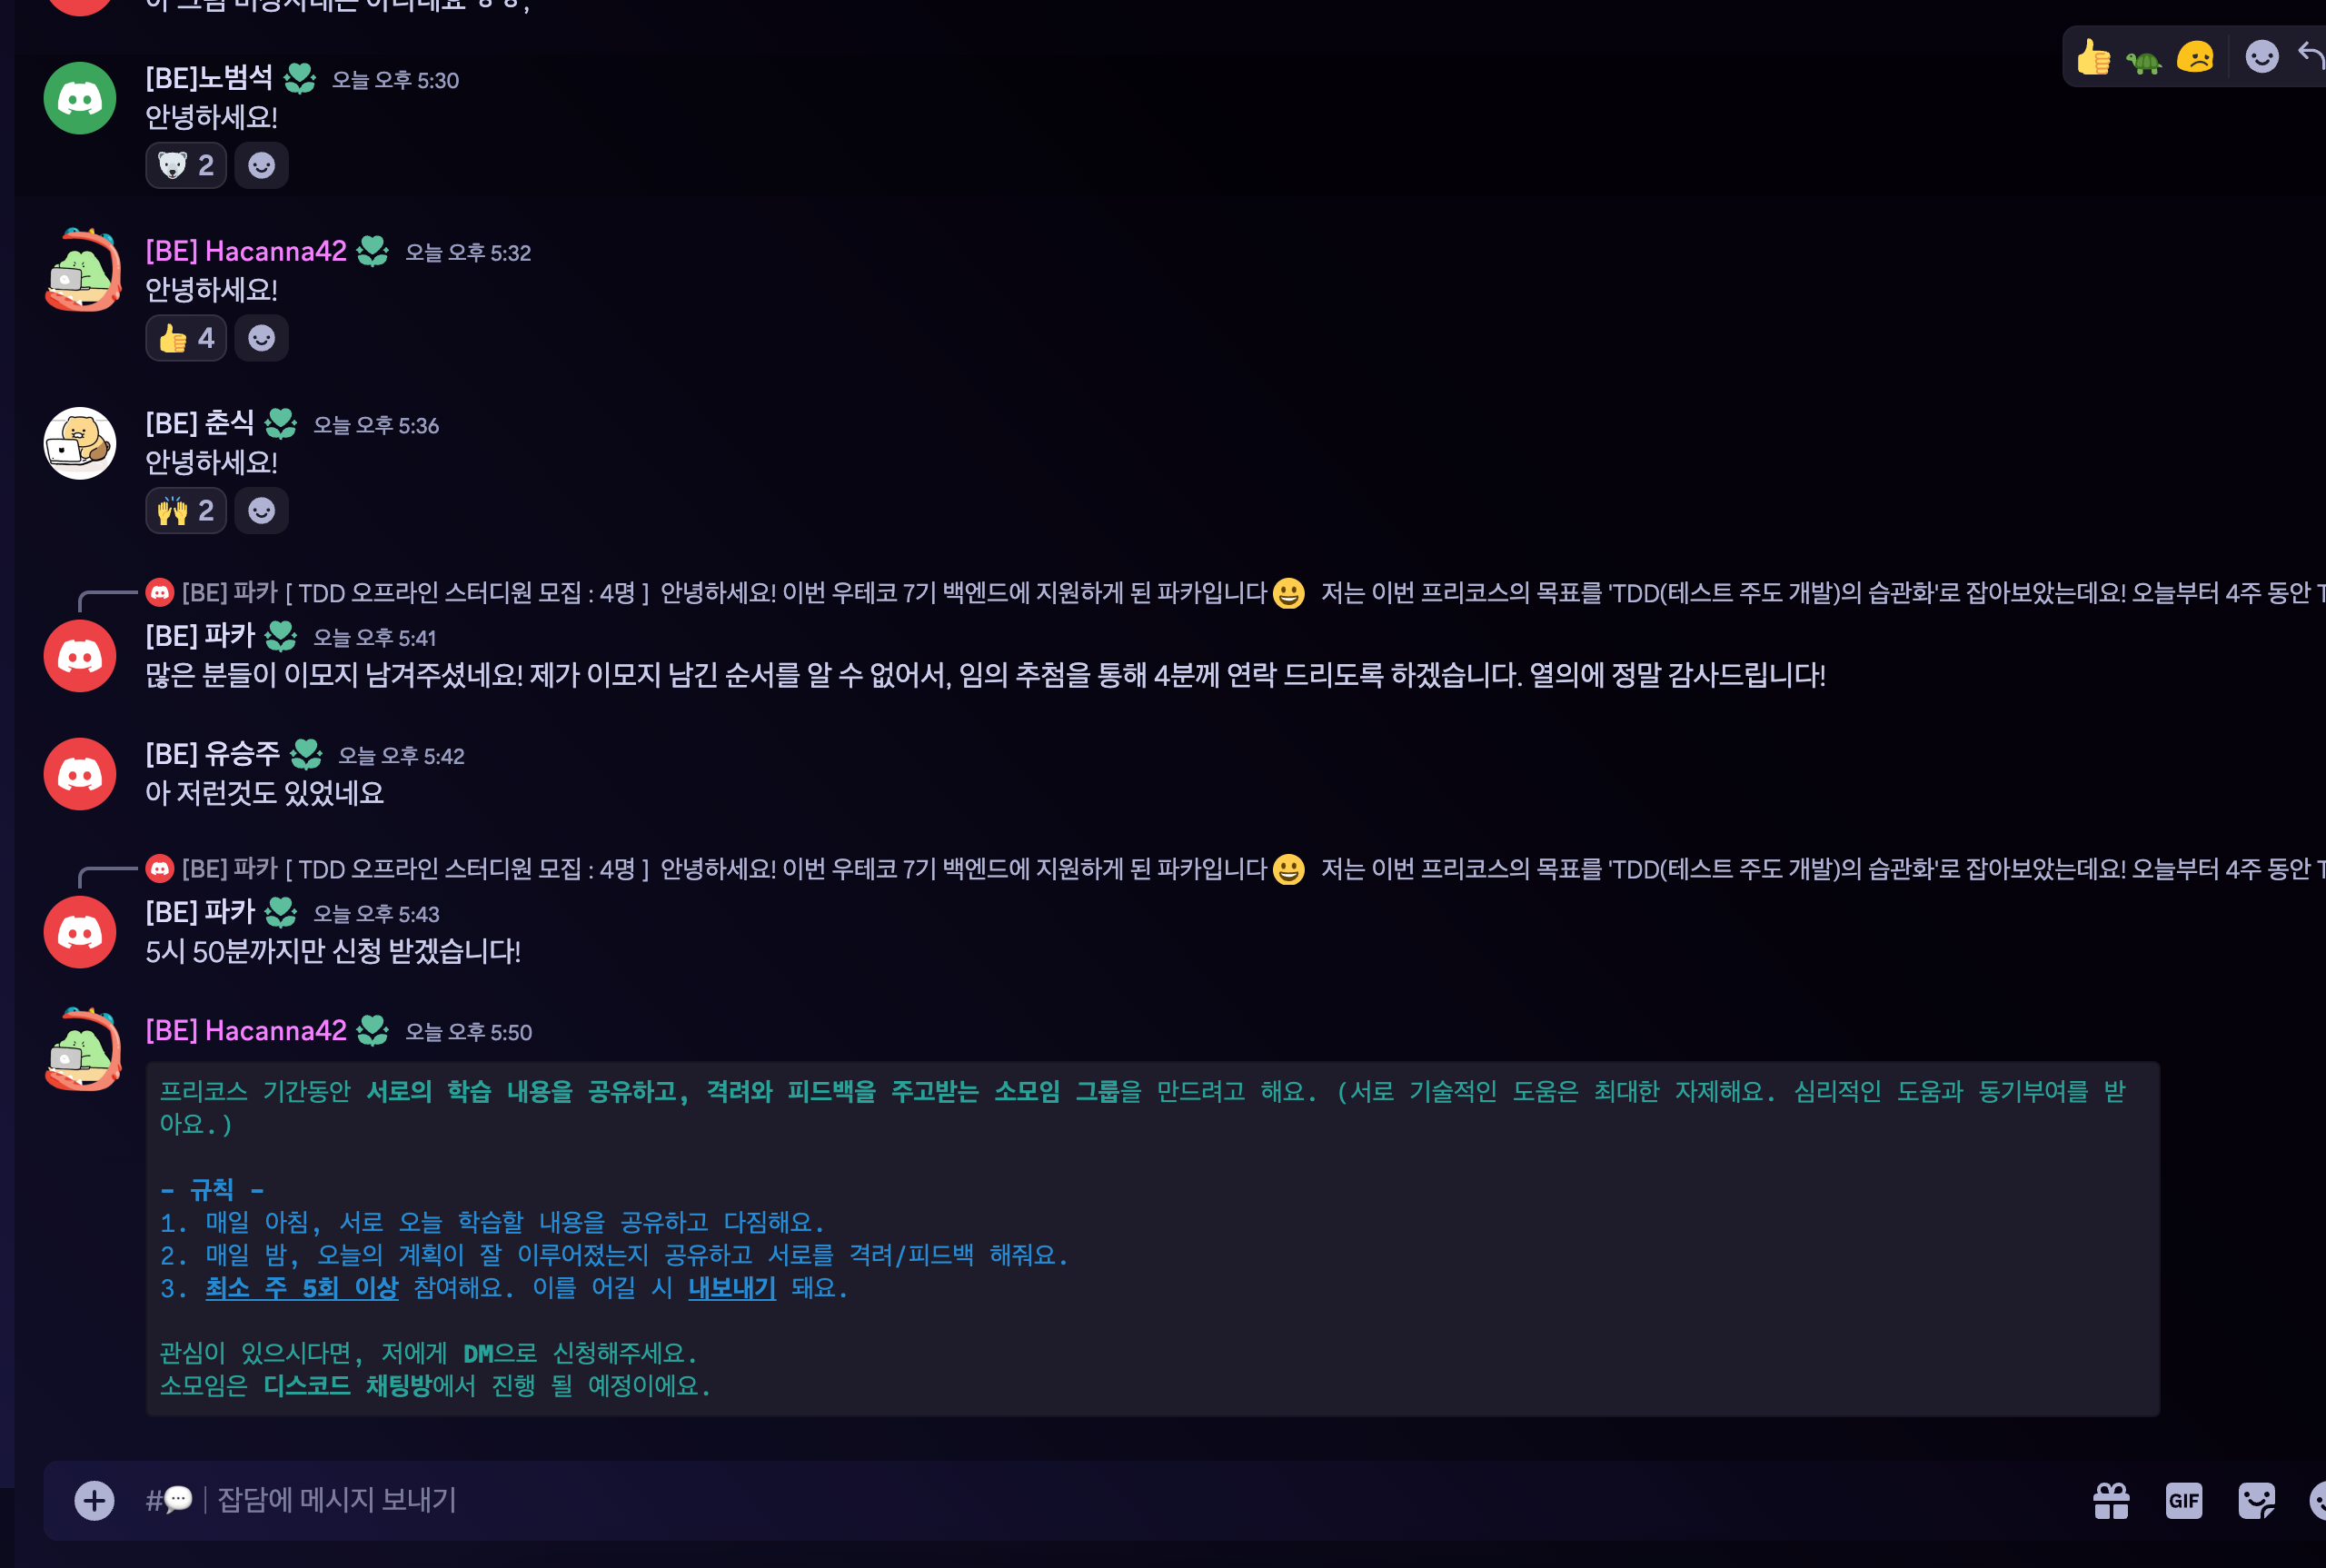 [BE]노범석 오늘 오후 5:30
안녕하세요!
2
[BE] Hacanna42 오늘 오후 5:32
안녕하세요!
4
[BE] 춘식 오늘 오후 5:36
안녕하세요!
2
[BE] 파카 [ TDD 오프라인 스터디원 모집 : 4명 ] 안녕하세요! 이번 우테코 7기 백엔드에 지원하게 된 파카입니다😀 저는 이번 프리코스의 목표를 'TDD(테스트 주도 개발)의 습관화'로 잡아보았는데요! 오늘부터 4주 동안 T
[BE] 파카 오늘 오후 5:41
많은 분들이 이모지 남겨주셨네요! 제가 이모지 남긴 순서를 알 수 없어서, 임의 추첨을 통해 4분께 연락 드리도록 하겠습니다. 열의에 정말 감사드립니다!
[BE] 유승주 오늘 오후 5:42
아 저런것도 있었네요
[BE] 파카 [ TDD 오프라인 스터디원 모집 : 4명 ] 안녕하세요! 이번 우테코 7기 백엔드에 지원하게 된 파카입니다😀 저는 이번 프리코스의 목표를 'TDD(테스트 주도 개발)의 습관화'로 잡아보았는데요! 오늘부터 4주 동안 T
[BE] 파카 오늘 오후 5:43
5시 50분까지만 신청 받겠습니다!
[BE] Hacanna42 오늘 오후 5:50
프리코스 기간동안 서로의 학습 내용을 공유하고, 격려와 피드백을 주고받는 소모임 그룹을 만드려고 해요. (서로 기술적인 도움은 최대한 자제해요. 심리적인 도움과 동기부여를 받
아요.)
- 규칙 -
1. 매일 아침, 서로 오늘 학습할 내용을 공유하고 다짐해요.
2. 매일 밤, 오늘의 계획이 잘 이루어졌는지 공유하고 서로를 격려/피드백 해줘요.
3. 최소 주 5회 이상 참여해요. 이를 어길 시 내보내기 돼요.
관심이 있으시다면, 저에게 DM으로 신청해주세요.
소모임은 디스코드 채팅방에서 진행 될 예정이에요.
#💬│잡담에 메시지 보내기
GIF